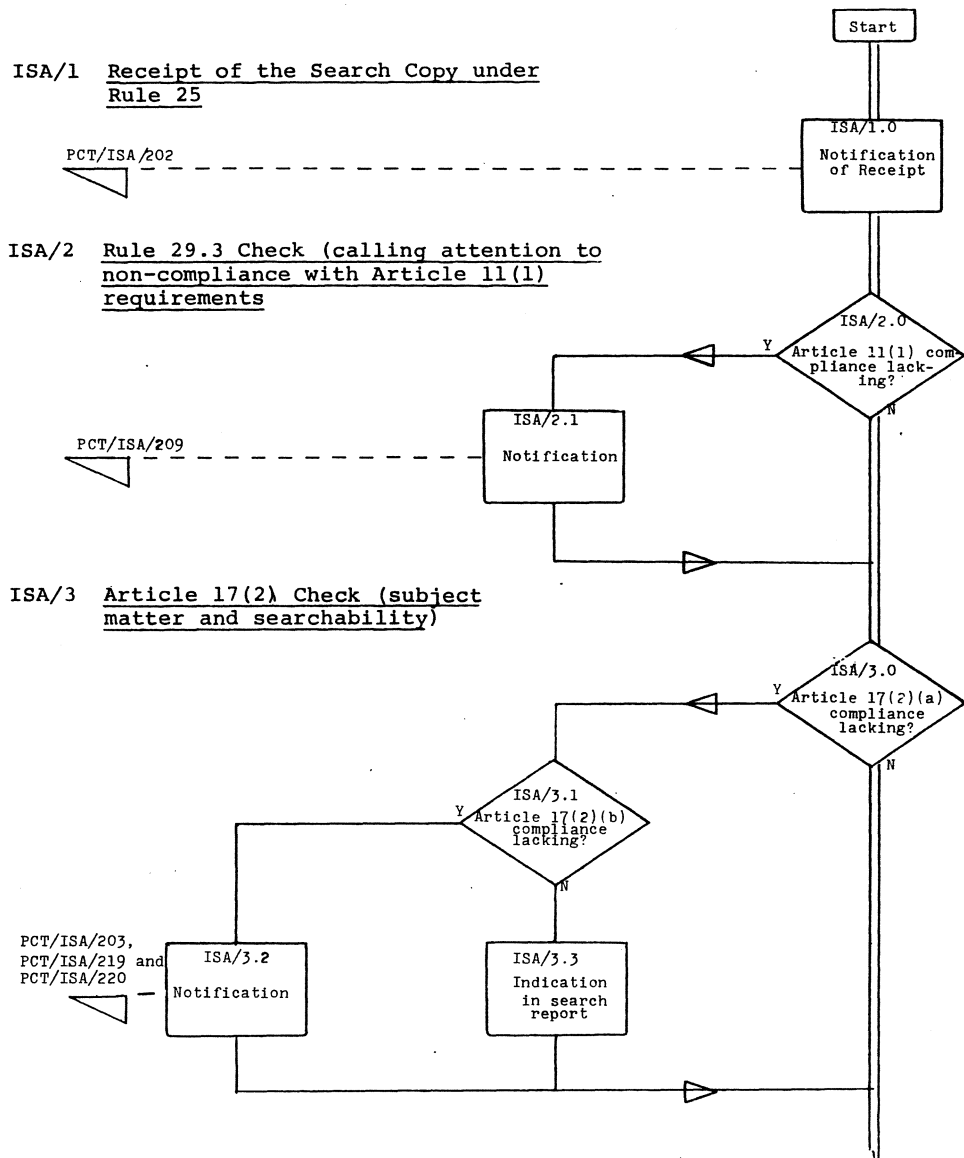 Start
ISA/1 Receipt of the Search Copy under
Rule 25
ISA/1.0
Notification
of Receipt
PCT/ISA/202
ISA/2 Rule 29.3 Check (calling attention to
non-compliance with Article 11(1)
requirements
ISA/2.0
Article 11(1) com-
pliance lack-
ing?
Y
N
ISA/2.1
Notification
PCT/ISA/209
ISA/3 Article 17(2) Check (subject
matter and searchability)
ISA/3.0
Article 17(2)(a)
compliance
lacking?
Y
N
ISA/3.1
Article 17(2)(b)
compliance
lacking?
Y
N
PCT/ISA/203,
PCT/ISA/219 and
PCT/ISA/220
ISA/3.2
Notification
ISA/3.3
Indication
in search
report